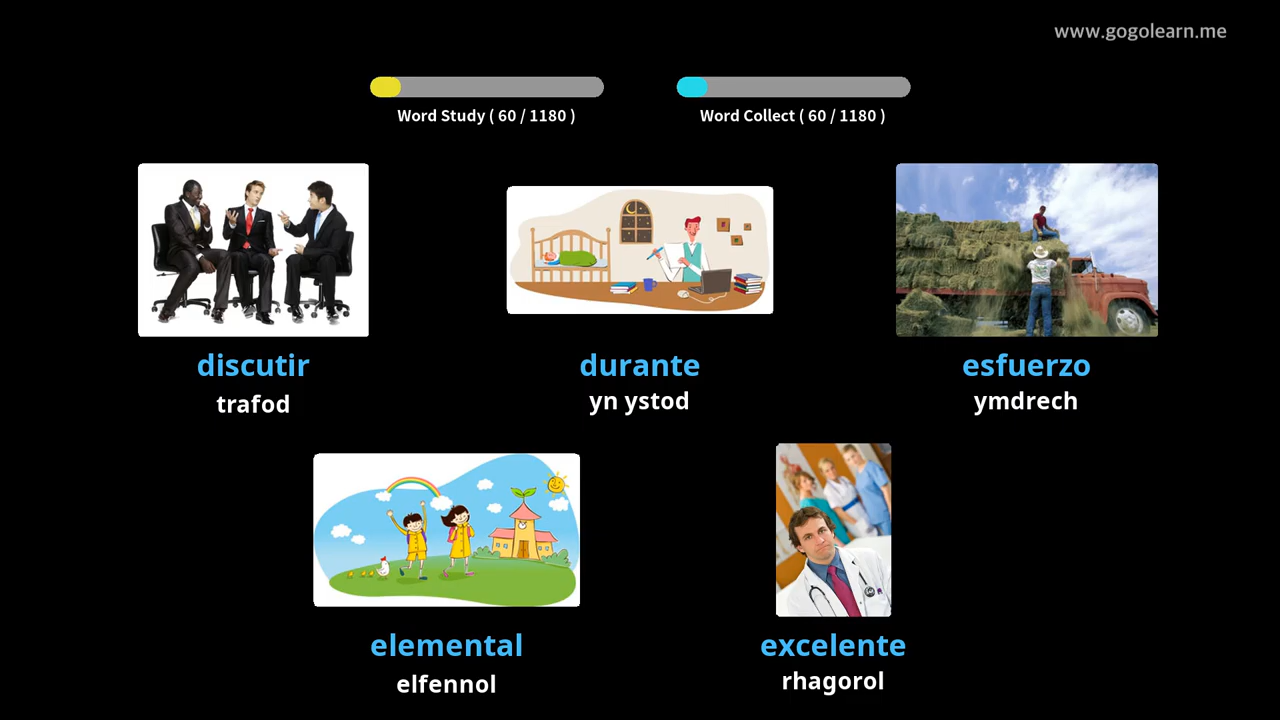 www.gogolearn.me
Word Study ( 60 / 1180 )
Word Collect ( 60 / 1180 )
discutir
trafod
durante
yn ystod
esfuerzo
ymdrech
elemental
elfennol
excelente
rhagorol